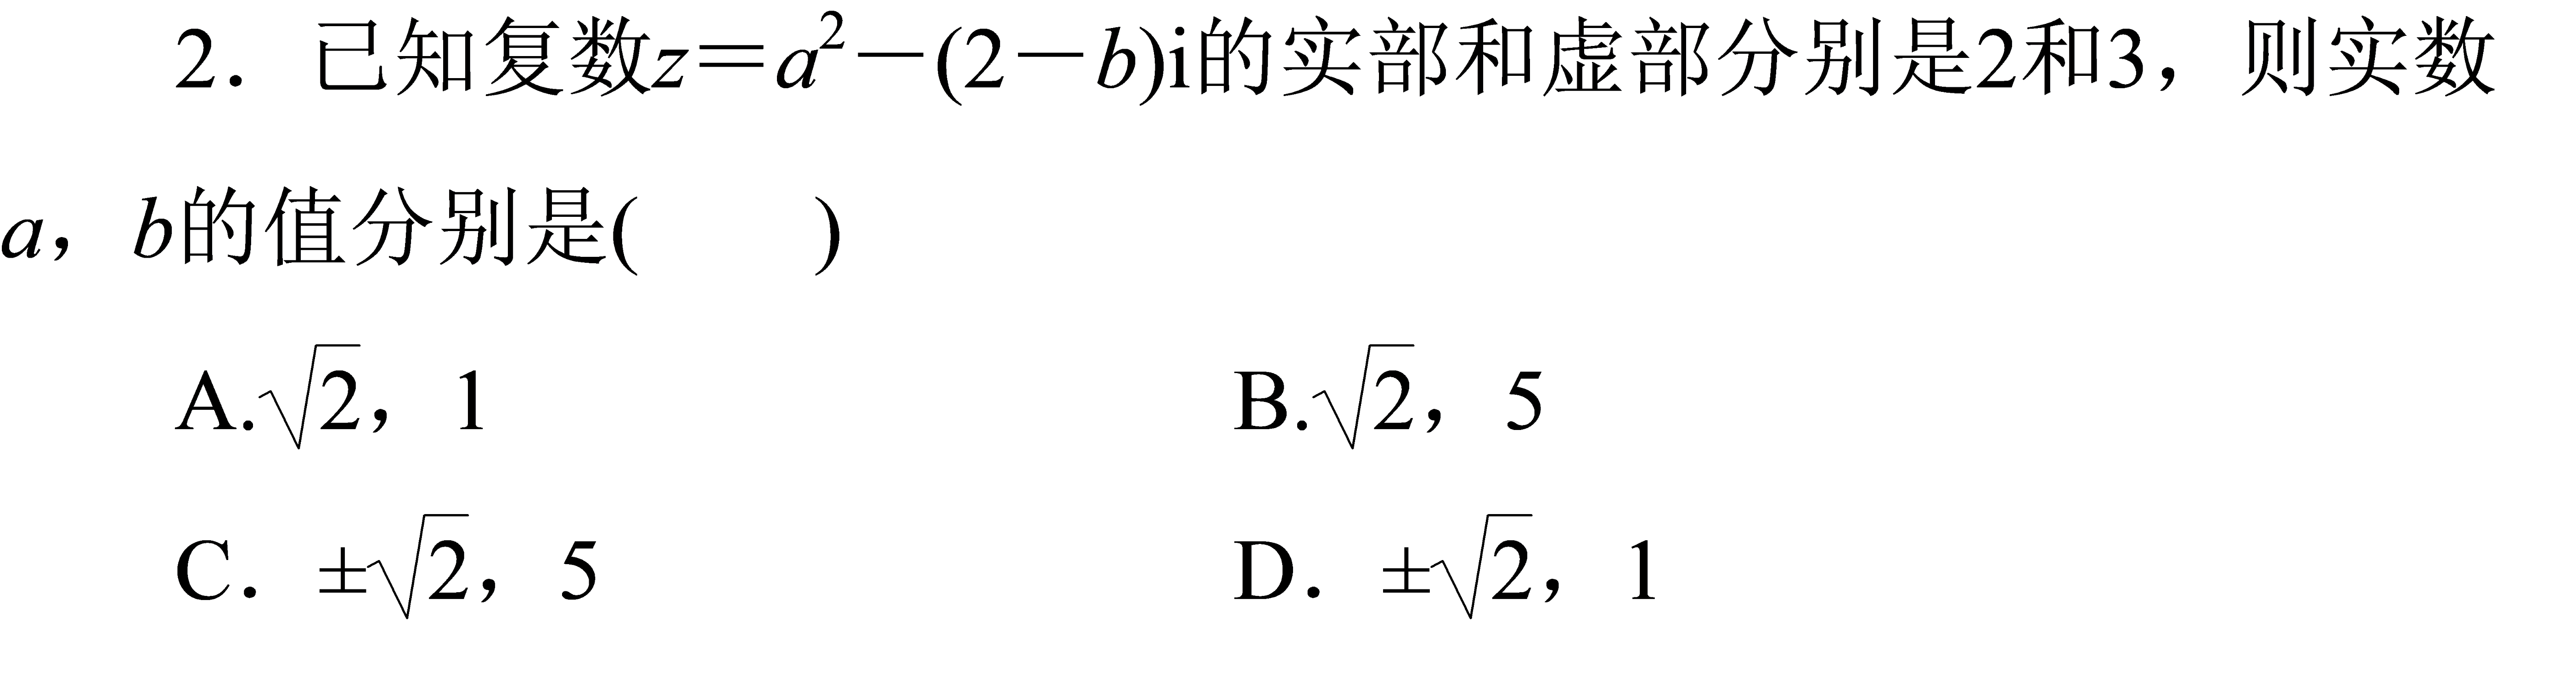 2．已知复数z＝a²－(2－b)i的实部和虚部分别是2和3，则实数
a，b的值分别是(　　)
A.√2，1　　B.√2，5
C．±√2，5　　D．±√2，1